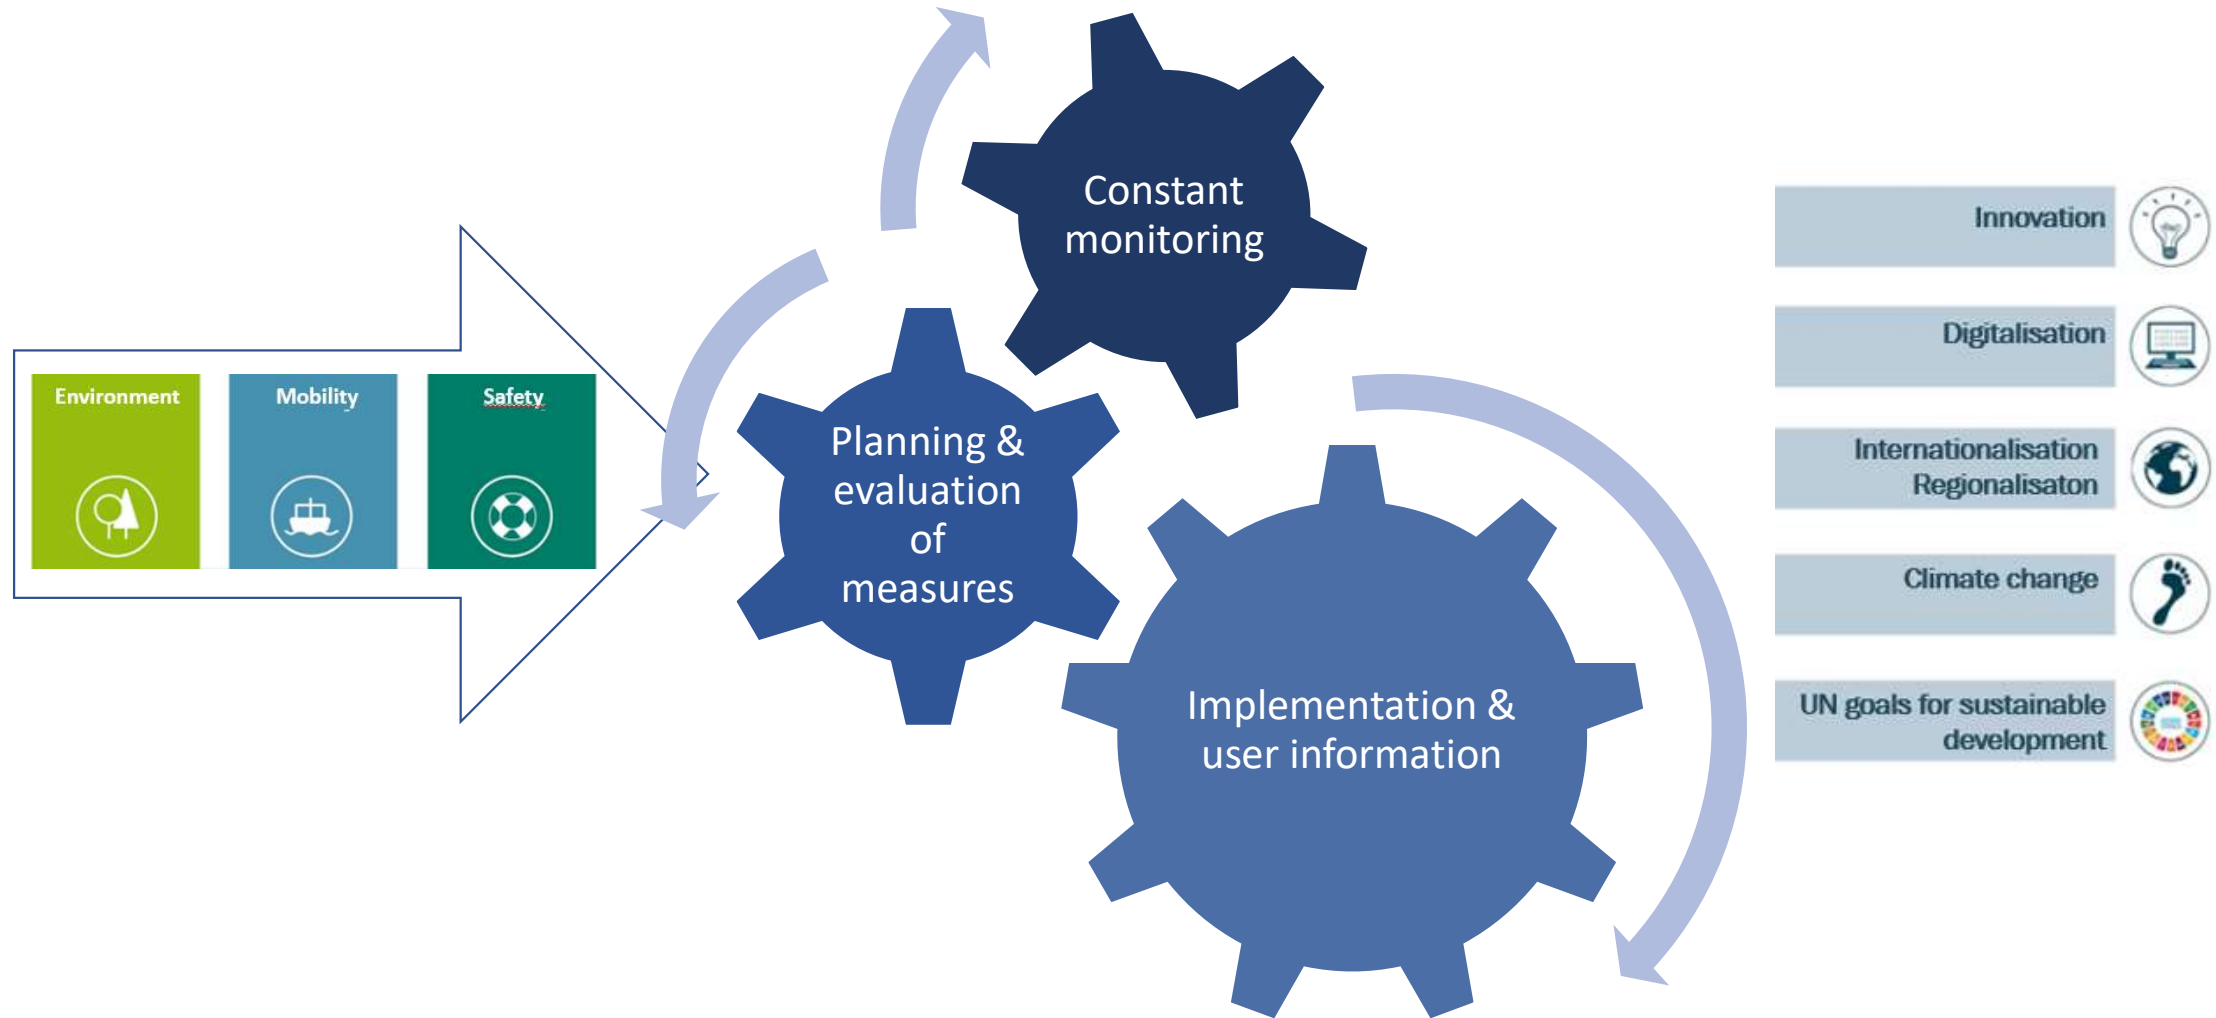 Environment
Mobility
Safety
Constant
monitoring
Planning &
evaluation
of
measures
Implementation &
user information
Innovation
Digitalisation
Internationalisation
Regionalisaton
Climate change
UN goals for sustainable
development